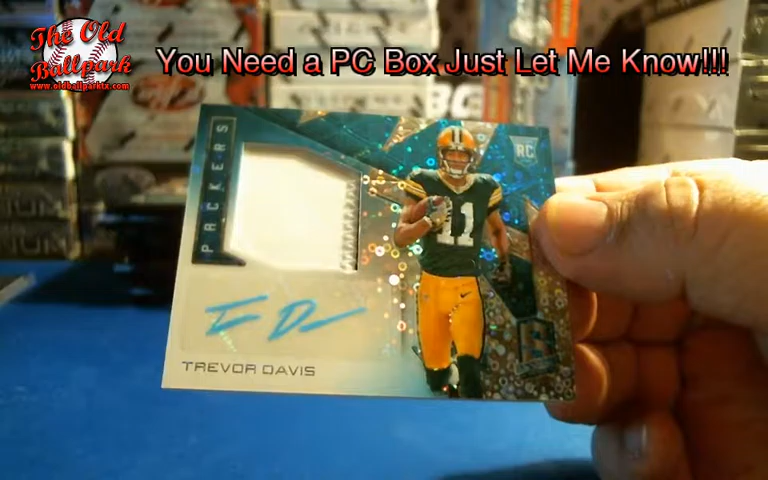 The Old
Ballpark
www.oldballparktx.com
You Need a PC Box Just Let Me Know!!!
PACKERS
RC
11
TREVOR DAVIS